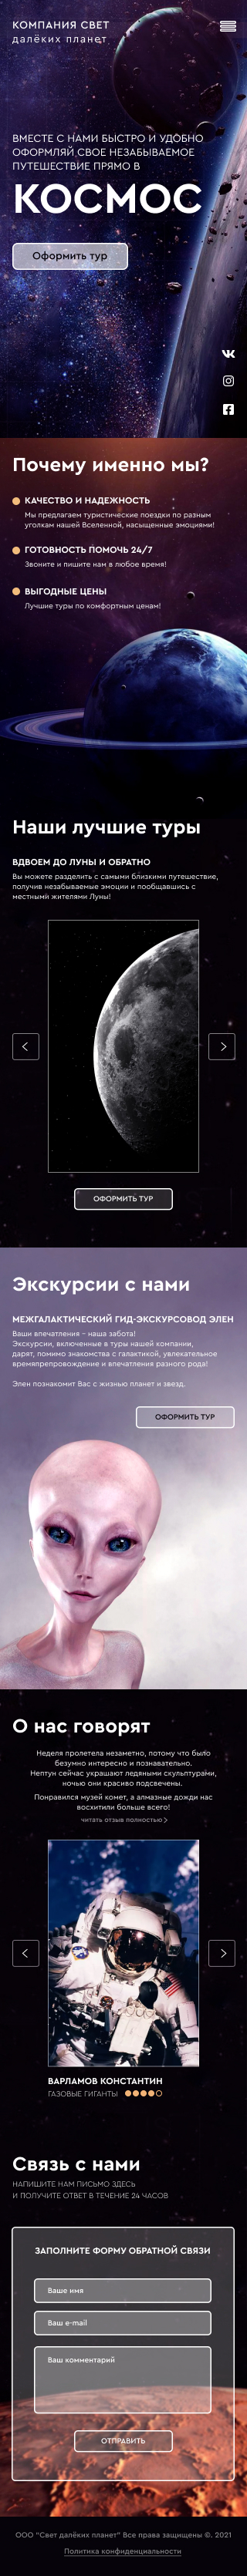 КОМПАНИЯ СВЕТ
далёких планет
ВМЕСТЕ С НАМИ БЫСТРО И УДОБНО
ОФОРМЛЯЙ СВОЕ НЕЗАБЫВАЕМОЕ
ПУТЕШЕСТВИЕ ПРЯМО В
КОСМОС
Оформить тур
Почему именно мы?
КАЧЕСТВО И НАДЕЖНОСТЬ
Мы предлагаем туристические поездки по разным
уголкам нашей Вселенной, насыщенные эмоциями!
ГОТОВНОСТЬ ПОМОЧЬ 24/7
Звоните и пишите нам в любое время!
ВЫГОДНЫЕ ЦЕНЫ
Лучшие туры по комфортным ценам!
Наши лучшие туры
ВДВОЕМ ДО ЛУНЫ И ОБРАТНО
Вы можете разделить с самыми близкими путешествие,
получив незабываемые эмоции и пообщавшись с
местными жителями Луны!
ОФОРМИТЬ ТУР
Экскурсии с нами
МЕЖГАЛАКТИЧЕСКИЙ ГИД-ЭКСКУРСОВОД ЭЛЕН
Ваши впечатления - наша забота!
Экскурсии, включенные в туры нашей компании,
дарят, помимо знакомства с галактикой, увлекательное
времяпрепровождение и впечатления разного рода!
Элен познакомит Вас с жизнью планет и звезд.
ОФОРМИТЬ ТУР
О нас говорят
Неделя пролетела незаметно, потому что было
безумно интересно и познавательно.
Нептун сейчас украшают ледяными скульптурами,
ночью они красиво подсвечены.
Понравился музей комет, а алмазные дожди нас
восхитили больше всего!
читать отзыв полностью
ВАРЛАМОВ КОНСТАНТИН
ГАЗОВЫЕ ГИГАНТЫ
Связь с нами
НАПИШИТЕ НАМ ПИСЬМО ЗДЕСЬ
И ПОЛУЧИТЕ ОТВЕТ В ТЕЧЕНИЕ 24 ЧАСОВ
ЗАПОЛНИТЕ ФОРМУ ОБРАТНОЙ СВЯЗИ
Ваше имя
Ваш e-mail
Ваш комментарий
ОТПРАВИТЬ
ООО "Свет далёких планет" Все права защищены ©. 2021
Политика конфиденциальности